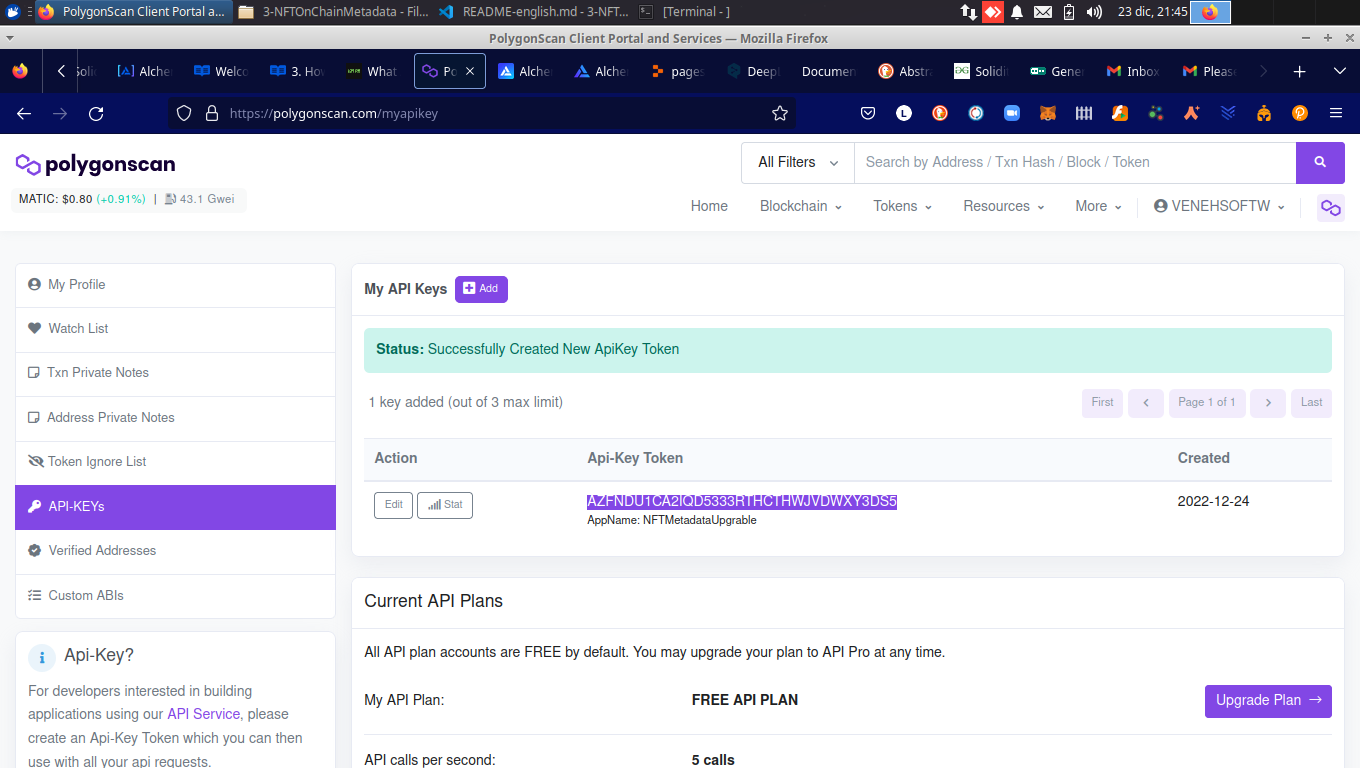 PolygonScan Client Portal a...
3-NFTOnChainMetadata - Fil...
README-english.md - 3-NFT...
[Terminal - ]
23 dic, 21:45
PolygonScan Client Portal and Services — Mozilla Firefox
Solid
Alche
Welco
3. How
What
Po
Alche
Alche
pages
Deepl
Docume
Abstra
Solidit
Gener
Inbox
Please
https://polygonscan.com/myapikey
polygonscan
All Filters
Search by Address / Txn Hash / Block / Token
MATIC: $0.80 (+0.91%) | 43.1 Gwei
Home Blockchain Tokens Resources More VENEHSOFTW
My Profile
Watch List
Txn Private Notes
Address Private Notes
Token Ignore List
API-KEYs
Verified Addresses
Custom ABIs
Api-Key?
For developers interested in building
applications using our API Service, please
create an Api-Key Token which you can then
use with all your api requests.
My API Keys Add
Status: Successfully Created New ApiKey Token
1 key added (out of 3 max limit)
First Page 1 of 1 Last
Action Api-Key Token Created
Edit Stat AZFNDU1CA2IQD5333RTHCTHWJVDWXY3DS5 2022-12-24
AppName: NFTMetadataUpgrable
Current API Plans
All API plan accounts are FREE by default. You may upgrade your plan to API Pro at any time.
My API Plan: FREE API PLAN Upgrade Plan →
API calls per second: 5 calls